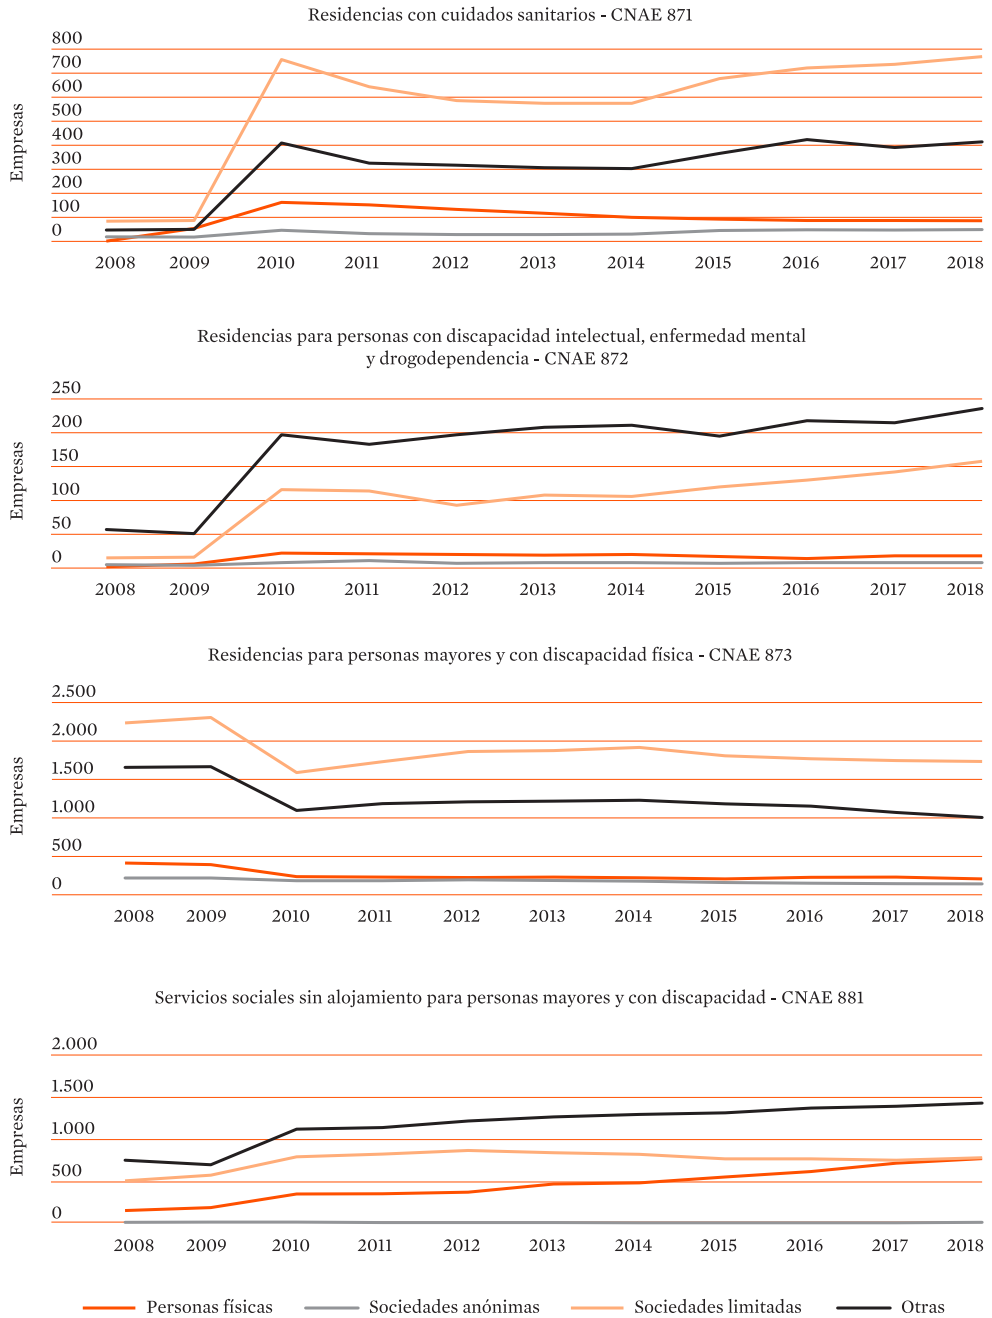 Residencias con cuidados sanitarios - CNAE 871
800
700
600
500
400
300
200
100
0
Empresas
2008 2009 2010 2011 2012 2013 2014 2015 2016 2017 2018
Residencias para personas con discapacidad intelectual, enfermedad mental
y drogodependencia - CNAE 872
250
200
150
100
50
0
Empresas
2008 2009 2010 2011 2012 2013 2014 2015 2016 2017 2018
Residencias para personas mayores y con discapacidad física - CNAE 873
2.500
2.000
1.500
1.000
500
0
Empresas
2008 2009 2010 2011 2012 2013 2014 2015 2016 2017 2018
Servicios sociales sin alojamiento para personas mayores y con discapacidad - CNAE 881
2.000
1.500
1.000
500
0
Empresas
2008 2009 2010 2011 2012 2013 2014 2015 2016 2017 2018
Personas físicas Sociedades anónimas Sociedades limitadas Otras